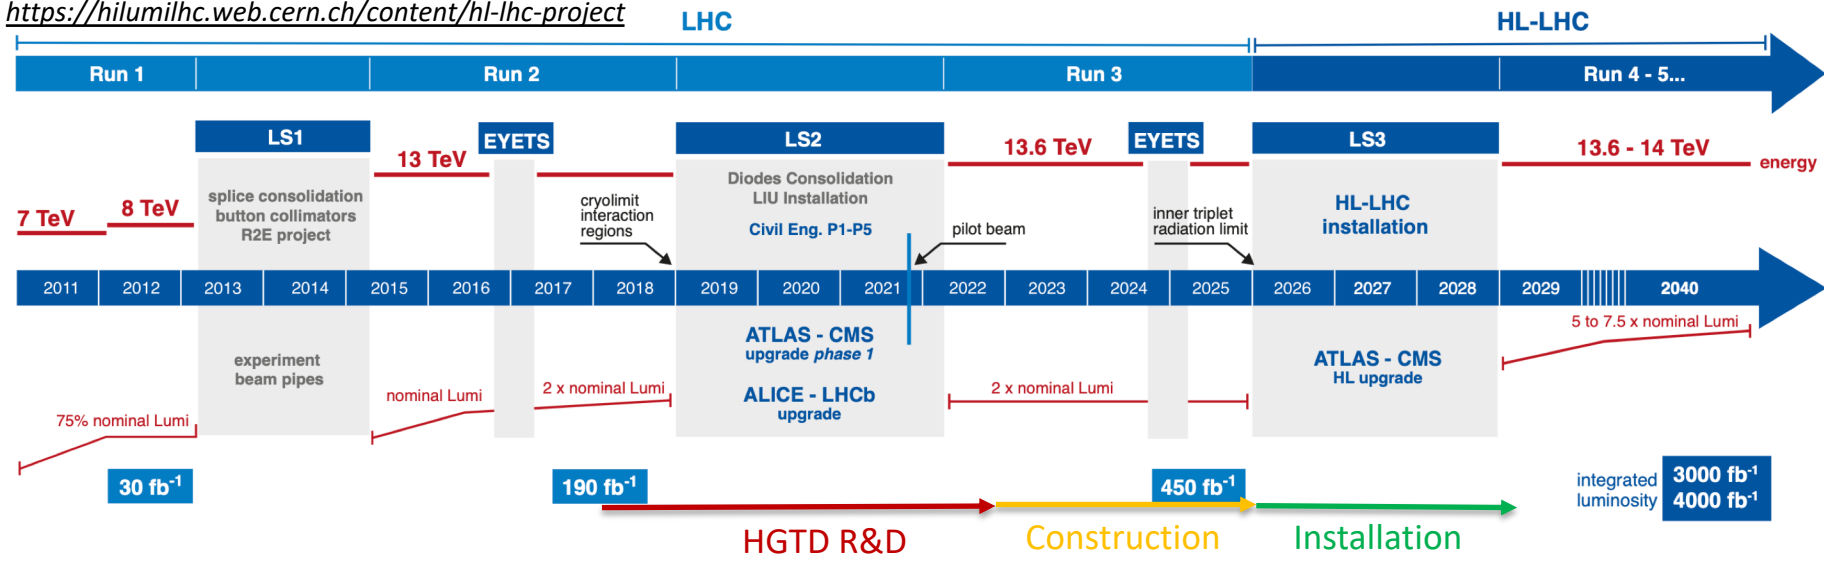 https://hilumilhc.web.cern.ch/content/hl-lhc-project
LHC
HL-LHC
Run 1
Run 2
Run 3
Run 4 - 5...
LS1
EYETS
LS2
EYETS
LS3
7 TeV
8 TeV
13 TeV
13.6 TeV
13.6 - 14 TeV
energy
splice consolidation
button collimators
R2E project
cryolimit
interaction
regions
Diodes Consolidation
LIU Installation
Civil Eng. P1-P5
pilot beam
inner triplet
radiation limit
HL-LHC
installation
2011
2012
2013
2014
2015
2016
2017
2018
2019
2020
2021
2022
2023
2024
2025
2026
2027
2028
2029
2040
experiment
beam pipes
75% nominal Lumi
nominal Lumi
2 x nominal Lumi
ATLAS - CMS
upgrade phase 1
ALICE - LHCb
upgrade
2 x nominal Lumi
ATLAS - CMS
HL upgrade
5 to 7.5 x nominal Lumi
30 fb⁻¹
190 fb⁻¹
450 fb⁻¹
integrated
luminosity
3000 fb⁻¹
4000 fb⁻¹
HGTD R&D
Construction
Installation